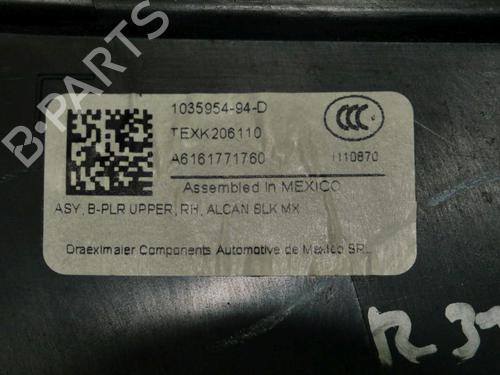 B-PARTS
1035954-94-D
TEXK206110
A6161771760
CCC
1110870
Assembled in MEXICO
ASY, B-PLR UPPER, RH, ALCAN BLK MX
Draexlmaier Components Automotive de Mexico SRL